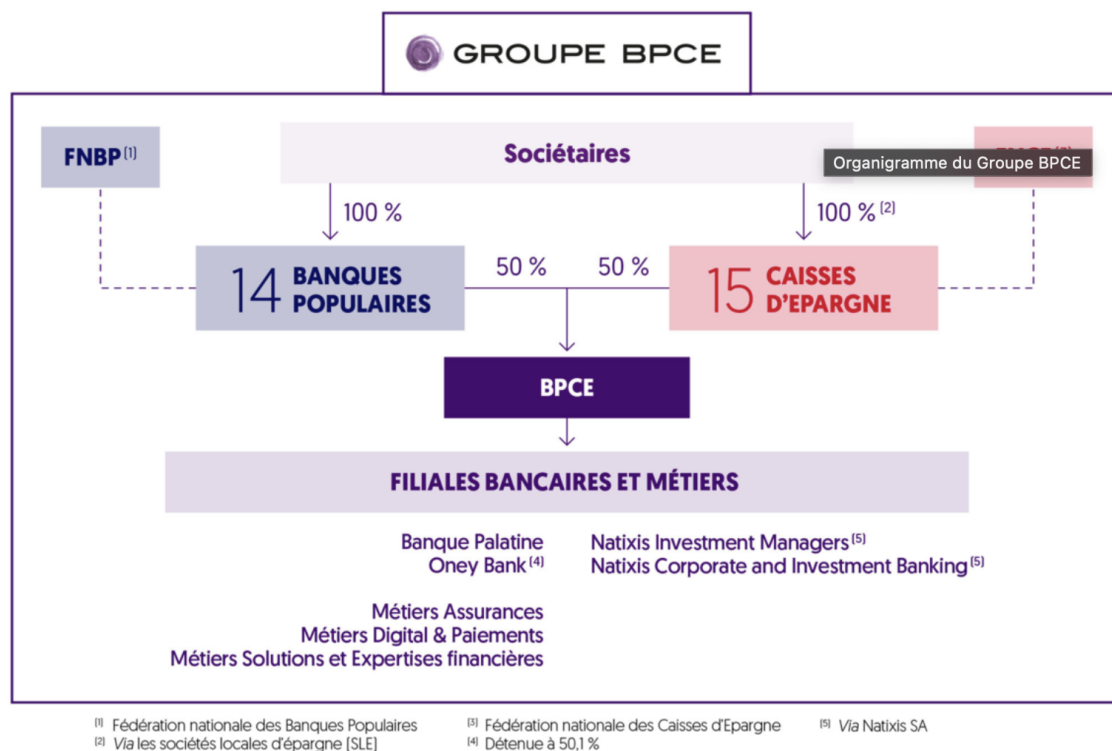 GROUPE BPCE
FNBP (1)
Sociétaires
Organigramme du Groupe BPCE
100 %
100 % (2)
14 BANQUES
POPULAIRES
50 %
50 %
15 CAISSES
D'EPARGNE
BPCE
FILIALES BANCAIRES ET MÉTIERS
Banque Palatine
Oney Bank (4)
Natixis Investment Managers (5)
Natixis Corporate and Investment Banking (5)
Métiers Assurances
Métiers Digital & Paiements
Métiers Solutions et Expertises financières
(1) Fédération nationale des Banques Populaires
(2) Via les sociétés locales d'épargne [SLE]
(3) Fédération nationale des Caisses d'Epargne
(4) Détenue à 50,1 %
(5) Via Natixis SA